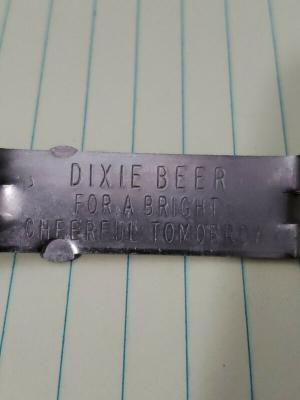 DIXIE BEER
FOR A BRIGHT
CHEERFUL TOMORROW